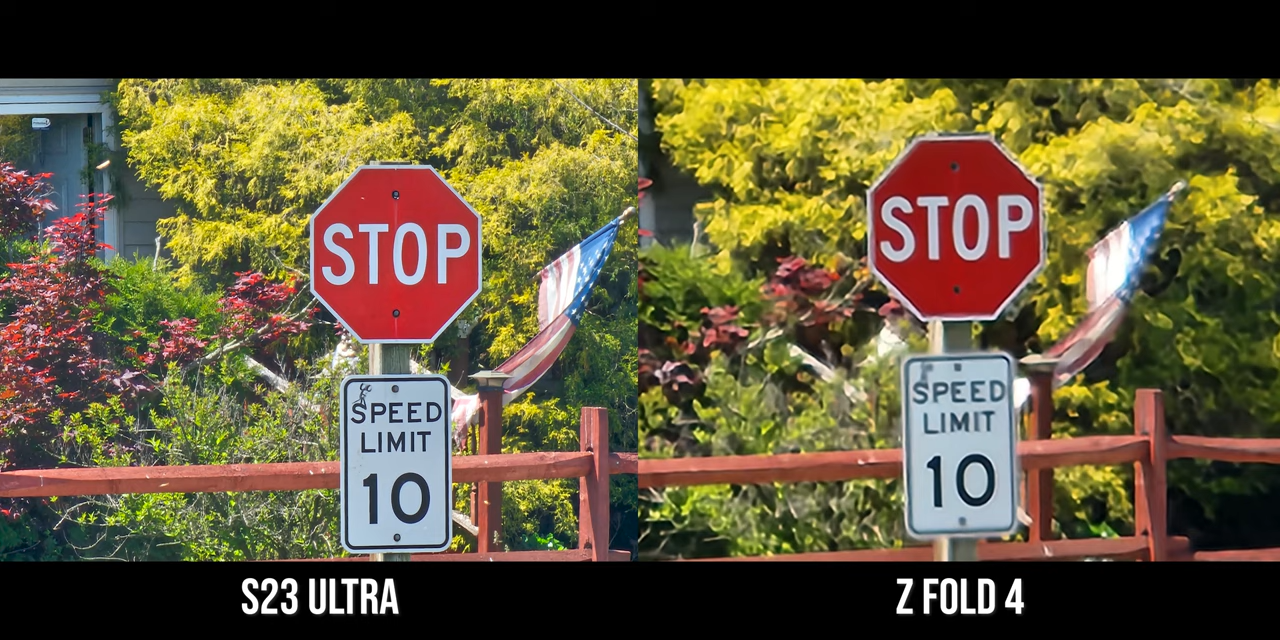 STOP
SPEED
LIMIT
10
STOP
SPEED
LIMIT
10
S23 ULTRA
Z FOLD 4